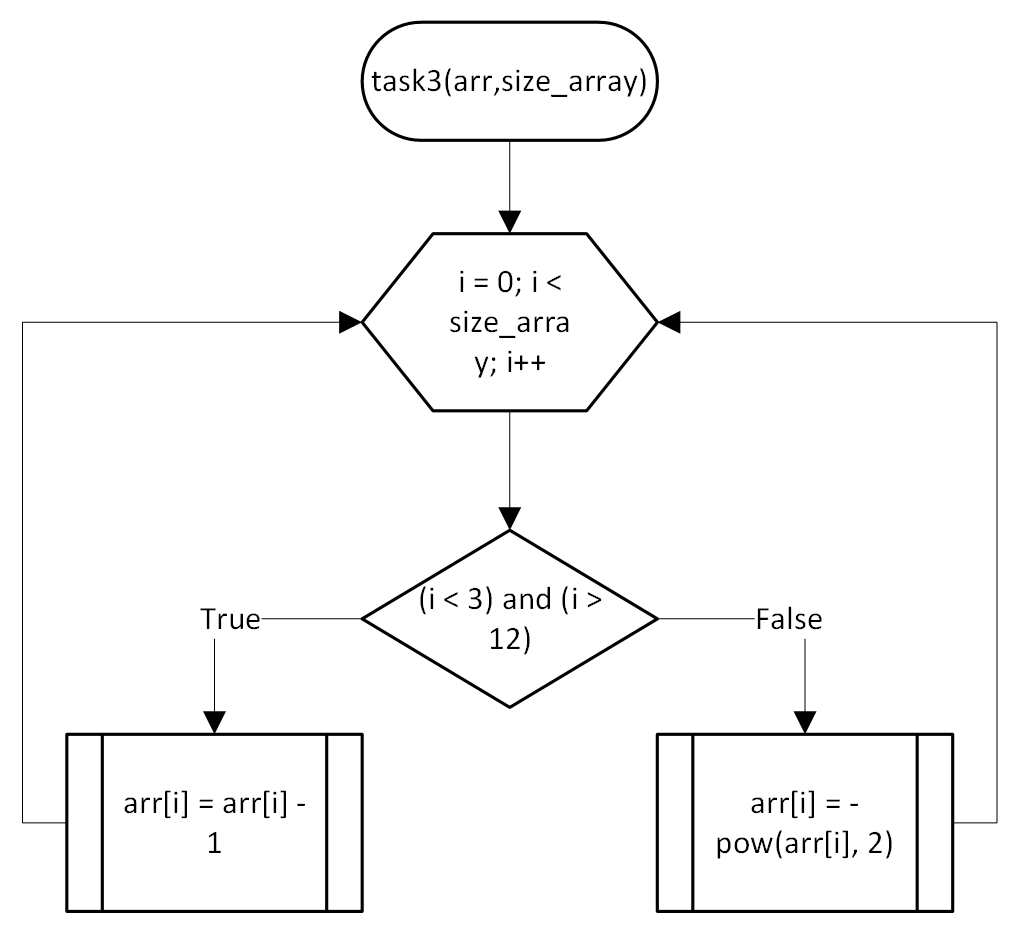 task3(arr,size_array)
i = 0; i <
size_arra
y; i++
(i < 3) and (i >
12)
True
False
arr[i] = arr[i] -
1
arr[i] = -
pow(arr[i], 2)